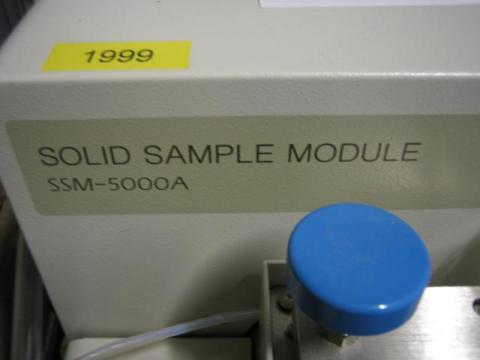 1999
SOLID SAMPLE MODULE
SSM-5000A